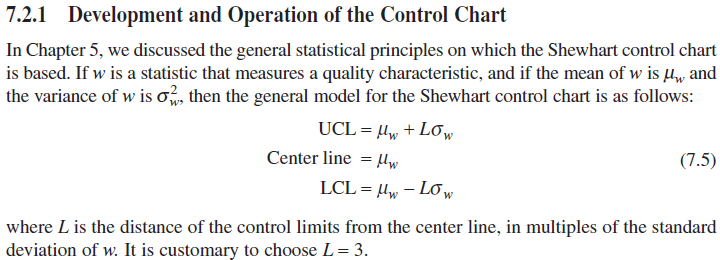 7.2.1 Development and Operation of the Control Chart
In Chapter 5, we discussed the general statistical principles on which the Shewhart control chart
is based. If w is a statistic that measures a quality characteristic, and if the mean of w is μ_w and
the variance of w is σ²_w, then the general model for the Shewhart control chart is as follows:
UCL = μ_w + Lσ_w
Center line = μ_w (7.5)
LCL = μ_w − Lσ_w
where L is the distance of the control limits from the center line, in multiples of the standard
deviation of w. It is customary to choose L = 3.